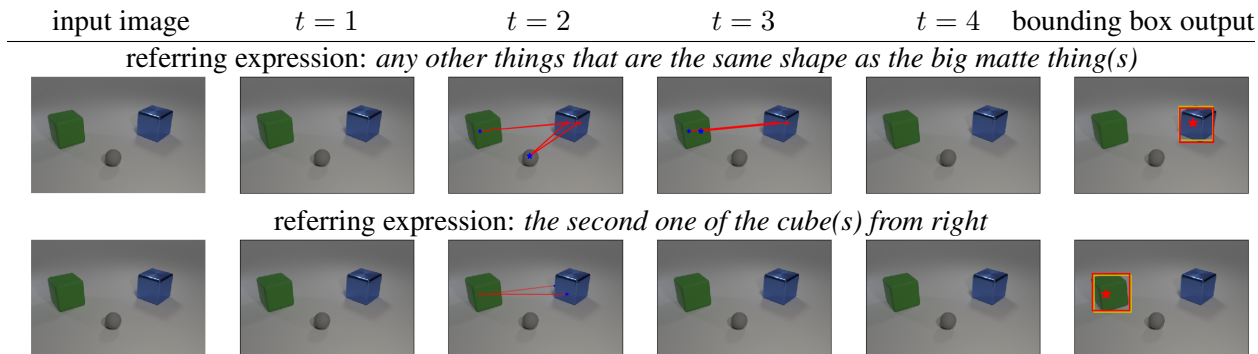 input image t = 1 t = 2 t = 3 t = 4 bounding box output
referring expression: any other things that are the same shape as the big matte thing(s)
referring expression: the second one of the cube(s) from right